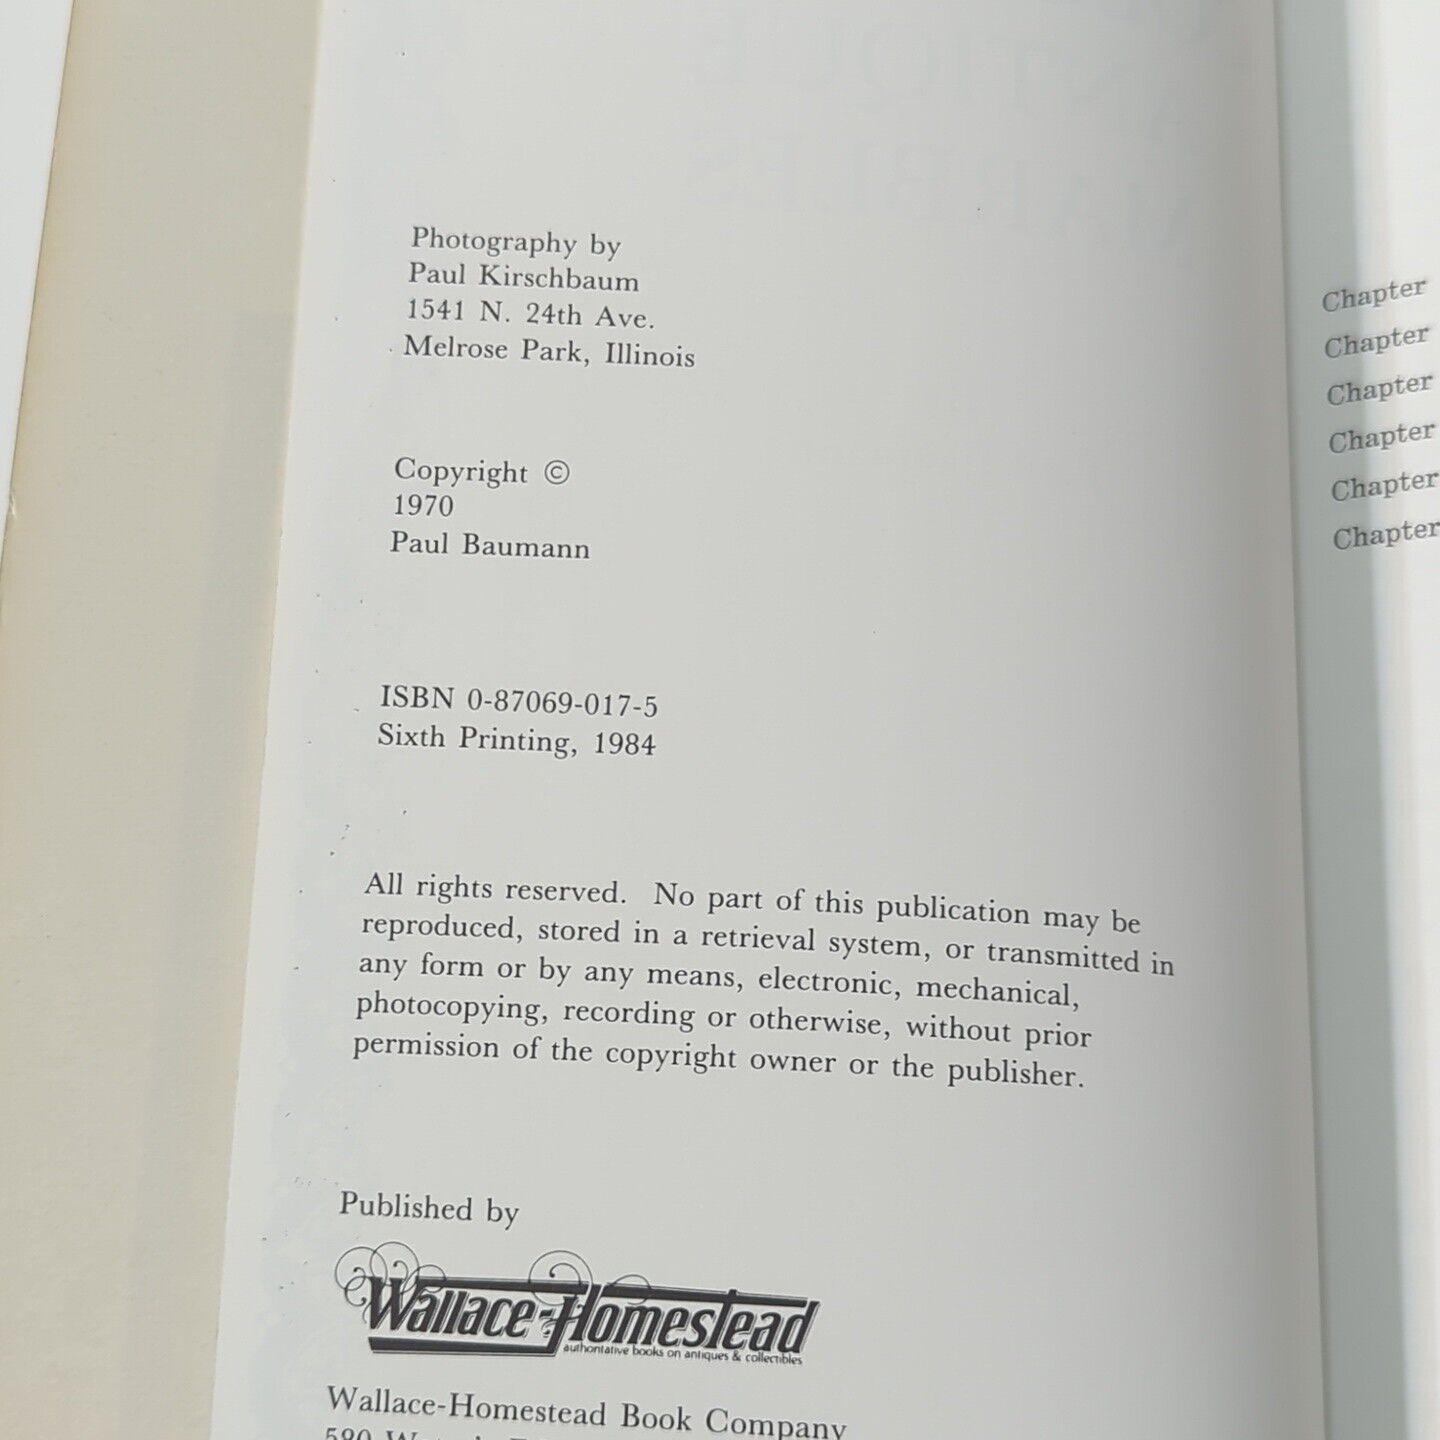 Photography by
Paul Kirschbaum
1541 N. 24th Ave.
Melrose Park, Illinois
Copyright ©
1970
Paul Baumann
ISBN 0-87069-017-5
Sixth Printing, 1984
All rights reserved. No part of this publication may be
reproduced, stored in a retrieval system, or transmitted in
any form or by any means, electronic, mechanical,
photocopying, recording or otherwise, without prior
permission of the copyright owner or the publisher.
Published by
Wallace-Homestead
authoritative books on antiques & collectibles
Wallace-Homestead Book Company
580
Chapter
Chapter
Chapter
Chapter
Chapter
Chapter